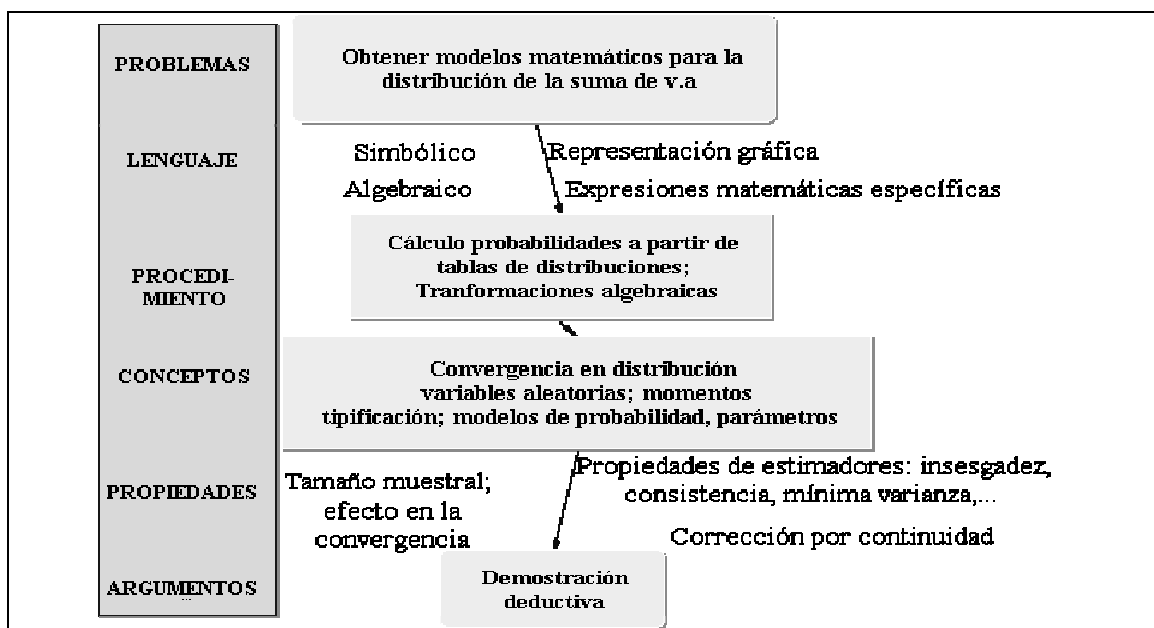 PROBLEMAS
Obtener modelos matemáticos para la
distribución de la suma de v.a
LENGUAJE
Simbólico
Representación gráfica
Algebraico
Expresiones matemáticas específicas
PROCEDI-
MIENTO
Cálculo probabilidades a partir de
tablas de distribuciones;
Tranformaciones algebraicas
CONCEPTOS
Convergencia en distribución
variables aleatorias; momentos
tipificación; modelos de probabilidad, parámetros
PROPIEDADES
Tamaño muestral;
efecto en la
convergencia
Propiedades de estimadores: insesgadez,
consistencia, mínima varianza,...
Corrección por continuidad
ARGUMENTOS
...
Demostración
deductiva